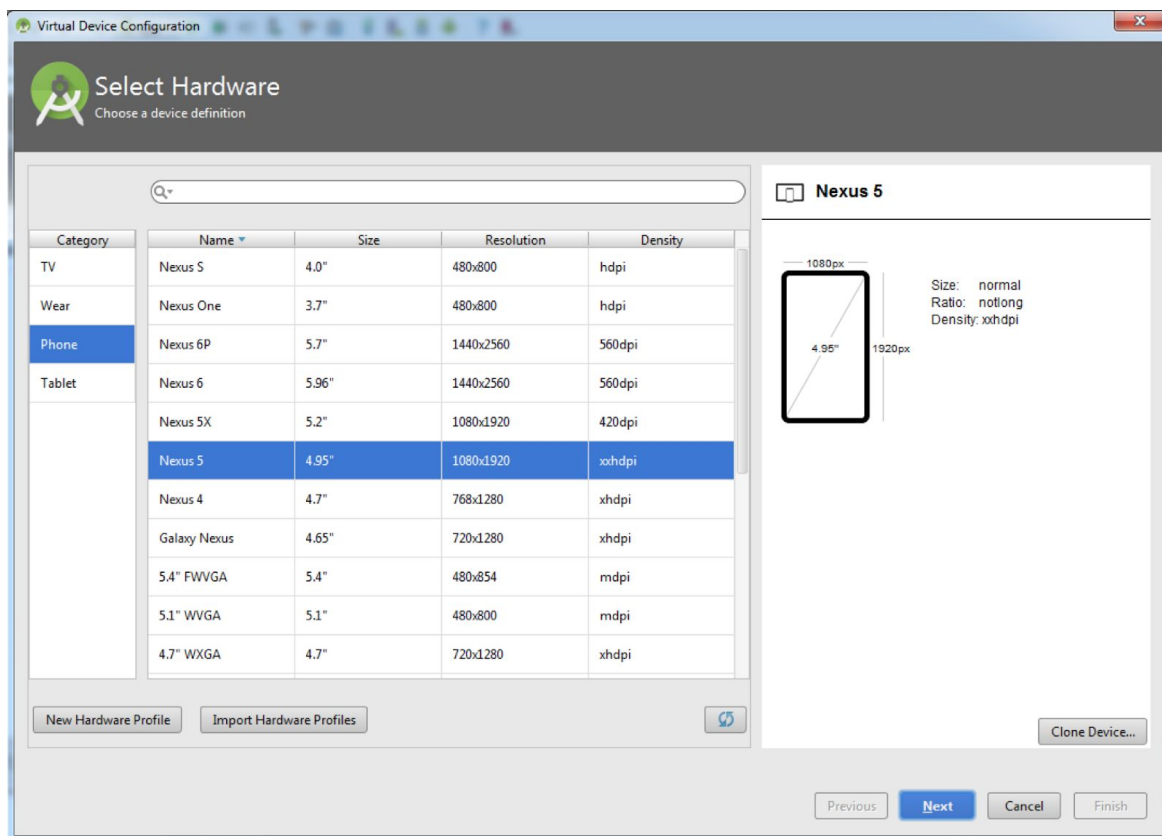 Virtual Device Configuration
Select Hardware
Choose a device definition
Category
TV
Wear
Phone
Tablet
Name Size Resolution Density
Nexus S 4.0" 480x800 hdpi
Nexus One 3.7" 480x800 hdpi
Nexus 6P 5.7" 1440x2560 560dpi
Nexus 6 5.96" 1440x2560 560dpi
Nexus 5X 5.2" 1080x1920 420dpi
Nexus 5 4.95" 1080x1920 xxhdpi
Nexus 4 4.7" 768x1280 xhdpi
Galaxy Nexus 4.65" 720x1280 xhdpi
5.4" FWVGA 5.4" 480x854 mdpi
5.1" WVGA 5.1" 480x800 mdpi
4.7" WXGA 4.7" 720x1280 xhdpi
New Hardware Profile Import Hardware Profiles
Nexus 5
1080px
4.95"
1920px
Size: normal
Ratio: notlong
Density: xxhdpi
Clone Device...
Previous Next Cancel Finish